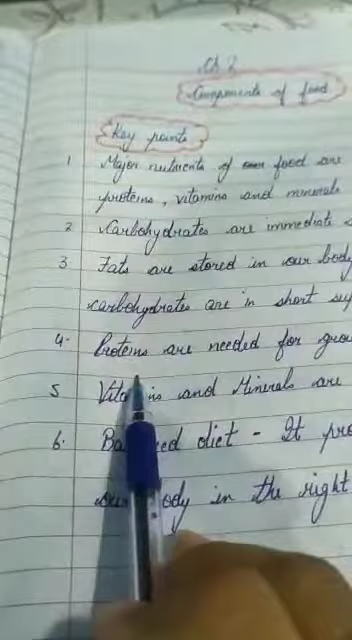 Ch 2
Components of food
Key points
1 Major nutrients of food are
proteins, vitamins and minerals
2 Carbohydrates are immediate
3 Fats are stored in our body
carbohydrates are in short
4. Proteins are needed for
5 and Minerals are
6. diet - It
our body in the right